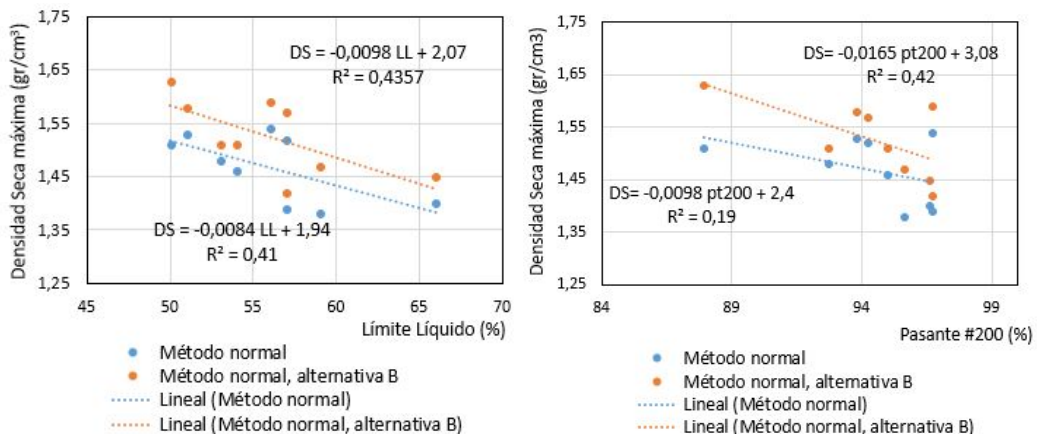 Densidad Seca máxima (gr/cm³)
1,75
1,65
1,55
1,45
1,35
1,25
DS = -0,0098 LL + 2,07
R² = 0,4357
DS = -0,0084 LL + 1,94
R² = 0,41
45 50 55 60 65 70
Límite Líquido (%)
Método normal
Método normal, alternativa B
Lineal (Método normal)
Lineal (Método normal, alternativa B)
Densidad Seca máxima (gr/cm3)
1,75
1,65
1,55
1,45
1,35
1,25
DS= -0,0165 pt200 + 3,08
R² = 0,42
DS= -0,0098 pt200 + 2,4
R² = 0,19
84 89 94 99
Pasante #200 (%)
Método normal
Método normal, alternativa B
Lineal (Método normal)
Lineal (Método normal, alternativa B)